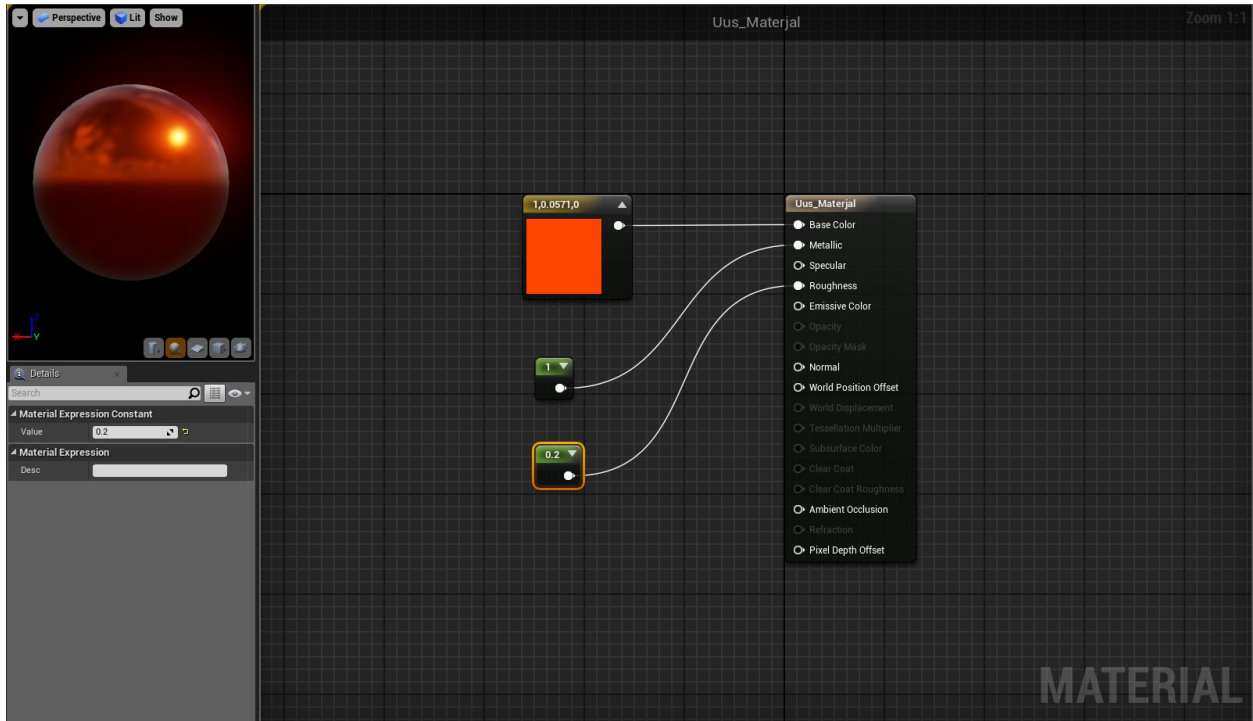 Perspective Lit Show
Uus_Materjal
Zoom 1:1
1,0.0571,0
1
0.2
Uus_Materjal
Base Color
Metallic
Specular
Roughness
Emissive Color
Opacity
Opacity Mask
Normal
World Position Offset
World Displacement
Tessellation Multiplier
Subsurface Color
Clear Coat
Clear Coat Roughness
Ambient Occlusion
Refraction
Pixel Depth Offset
Z
X Y
Details
Search
Material Expression Constant
Value 0.2
Material Expression
Desc
MATERIAL